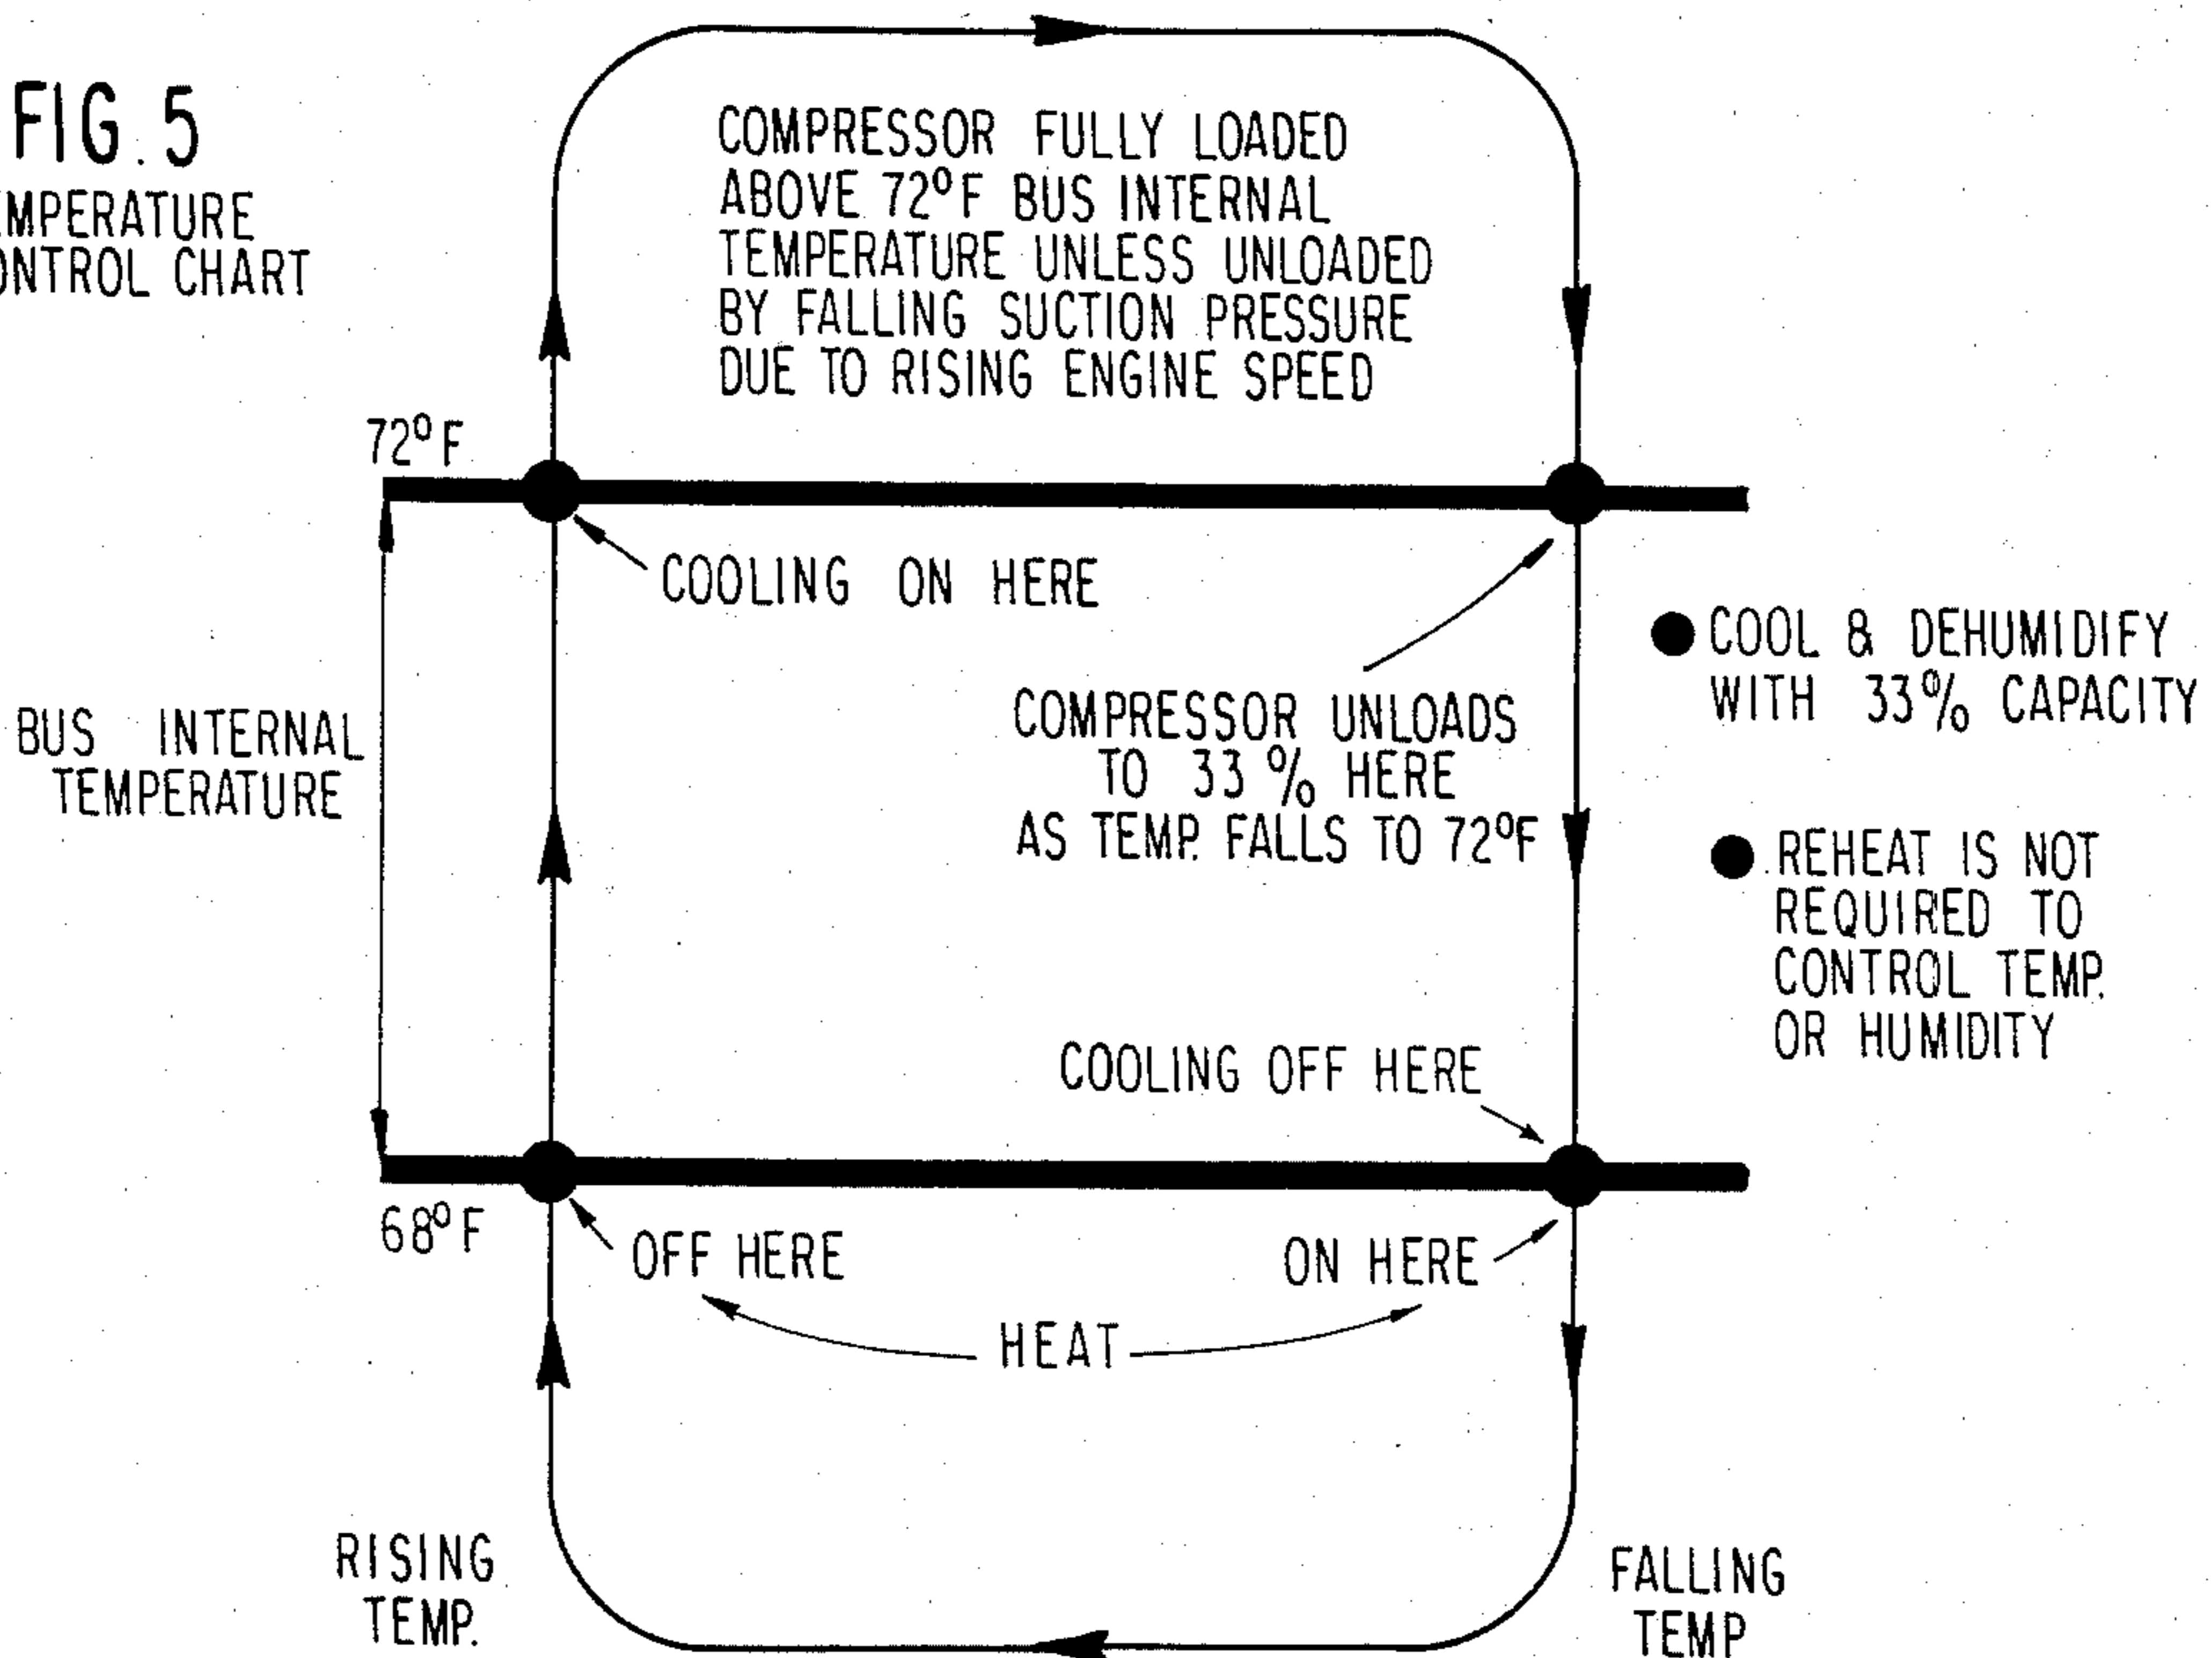 FIG. 5
EMPERATURE
ONTROL CHART
COMPRESSOR FULLY LOADED
ABOVE 72°F BUS INTERNAL
TEMPERATURE UNLESS UNLOADED
BY FALLING SUCTION PRESSURE
DUE TO RISING ENGINE SPEED
72°F
COOLING ON HERE
COOL & DEHUMIDIFY
WITH 33% CAPACITY
BUS INTERNAL
TEMPERATURE
COMPRESSOR UNLOADS
TO 33% HERE
AS TEMP. FALLS TO 72°F
REHEAT IS NOT
REQUIRED TO
CONTROL TEMP.
OR HUMIDITY
COOLING OFF HERE
68°F
OFF HERE
ON HERE
HEAT
RISING
TEMP.
FALLING
TEMP